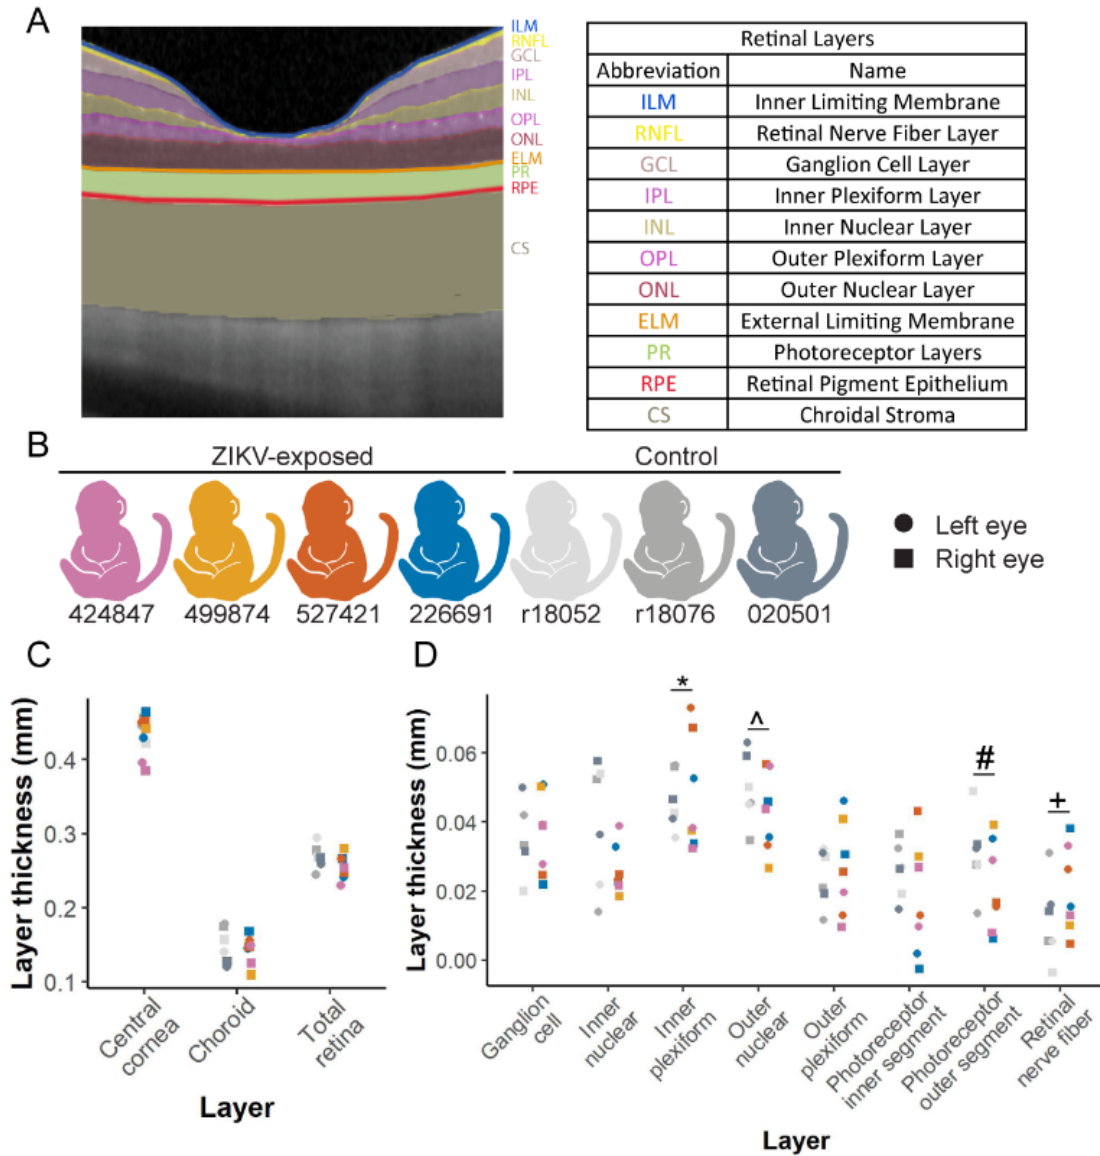 A
ILM
RNFL
GCL
IPL
INL
OPL
ONL
ELM
PR
RPE
CS
Retinal Layers
Abbreviation Name
ILM Inner Limiting Membrane
RNFL Retinal Nerve Fiber Layer
GCL Ganglion Cell Layer
IPL Inner Plexiform Layer
INL Inner Nuclear Layer
OPL Outer Plexiform Layer
ONL Outer Nuclear Layer
ELM External Limiting Membrane
PR Photoreceptor Layers
RPE Retinal Pigment Epithelium
CS Chroidal Stroma
B
ZIKV-exposed Control
424847 499874 527421 226691 r18052 r18076 020501
Left eye
Right eye
C
Layer thickness (mm)
0.4
0.3
0.2
0.1
Central
cornea
Choroid
Total
retina
Layer
D
Layer thickness (mm)
0.06
0.04
0.02
0.00
*
^
#
+
Ganglion
cell
Inner
nuclear
Inner
plexiform
Outer
nuclear
Outer
plexiform
Photoreceptor
inner segment
Photoreceptor
outer segment
Retinal
nerve fiber
Layer